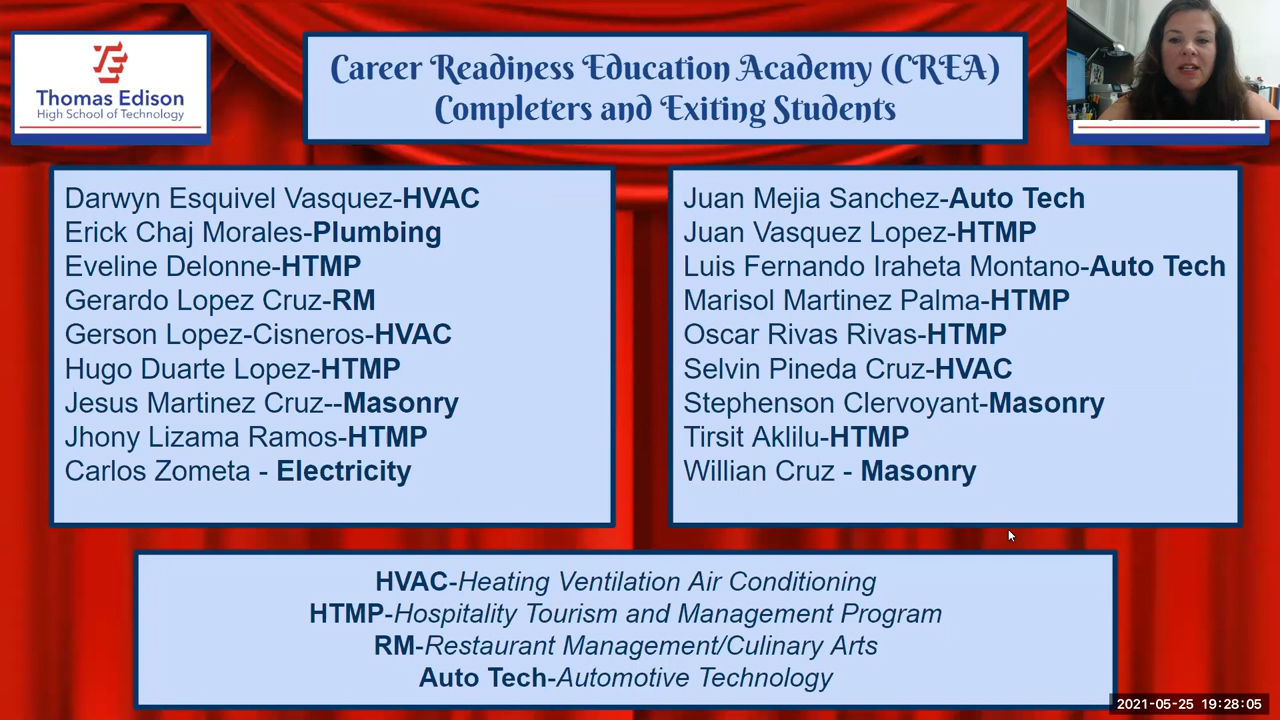 Thomas Edison
High School of Technology
Career Readiness Education Academy (CREA)
Completers and Exiting Students
Darwyn Esquivel Vasquez-HVAC
Erick Chaj Morales-Plumbing
Eveline Delonne-HTMP
Gerardo Lopez Cruz-RM
Gerson Lopez-Cisneros-HVAC
Hugo Duarte Lopez-HTMP
Jesus Martinez Cruz--Masonry
Jhony Lizama Ramos-HTMP
Carlos Zometa - Electricity
Juan Mejia Sanchez-Auto Tech
Juan Vasquez Lopez-HTMP
Luis Fernando Iraheta Montano-Auto Tech
Marisol Martinez Palma-HTMP
Oscar Rivas Rivas-HTMP
Selvin Pineda Cruz-HVAC
Stephenson Clervoyant-Masonry
Tirsit Aklilu-HTMP
Willian Cruz - Masonry
HVAC-Heating Ventilation Air Conditioning
HTMP-Hospitality Tourism and Management Program
RM-Restaurant Management/Culinary Arts
Auto Tech-Automotive Technology
2021-05-25 19:28:05